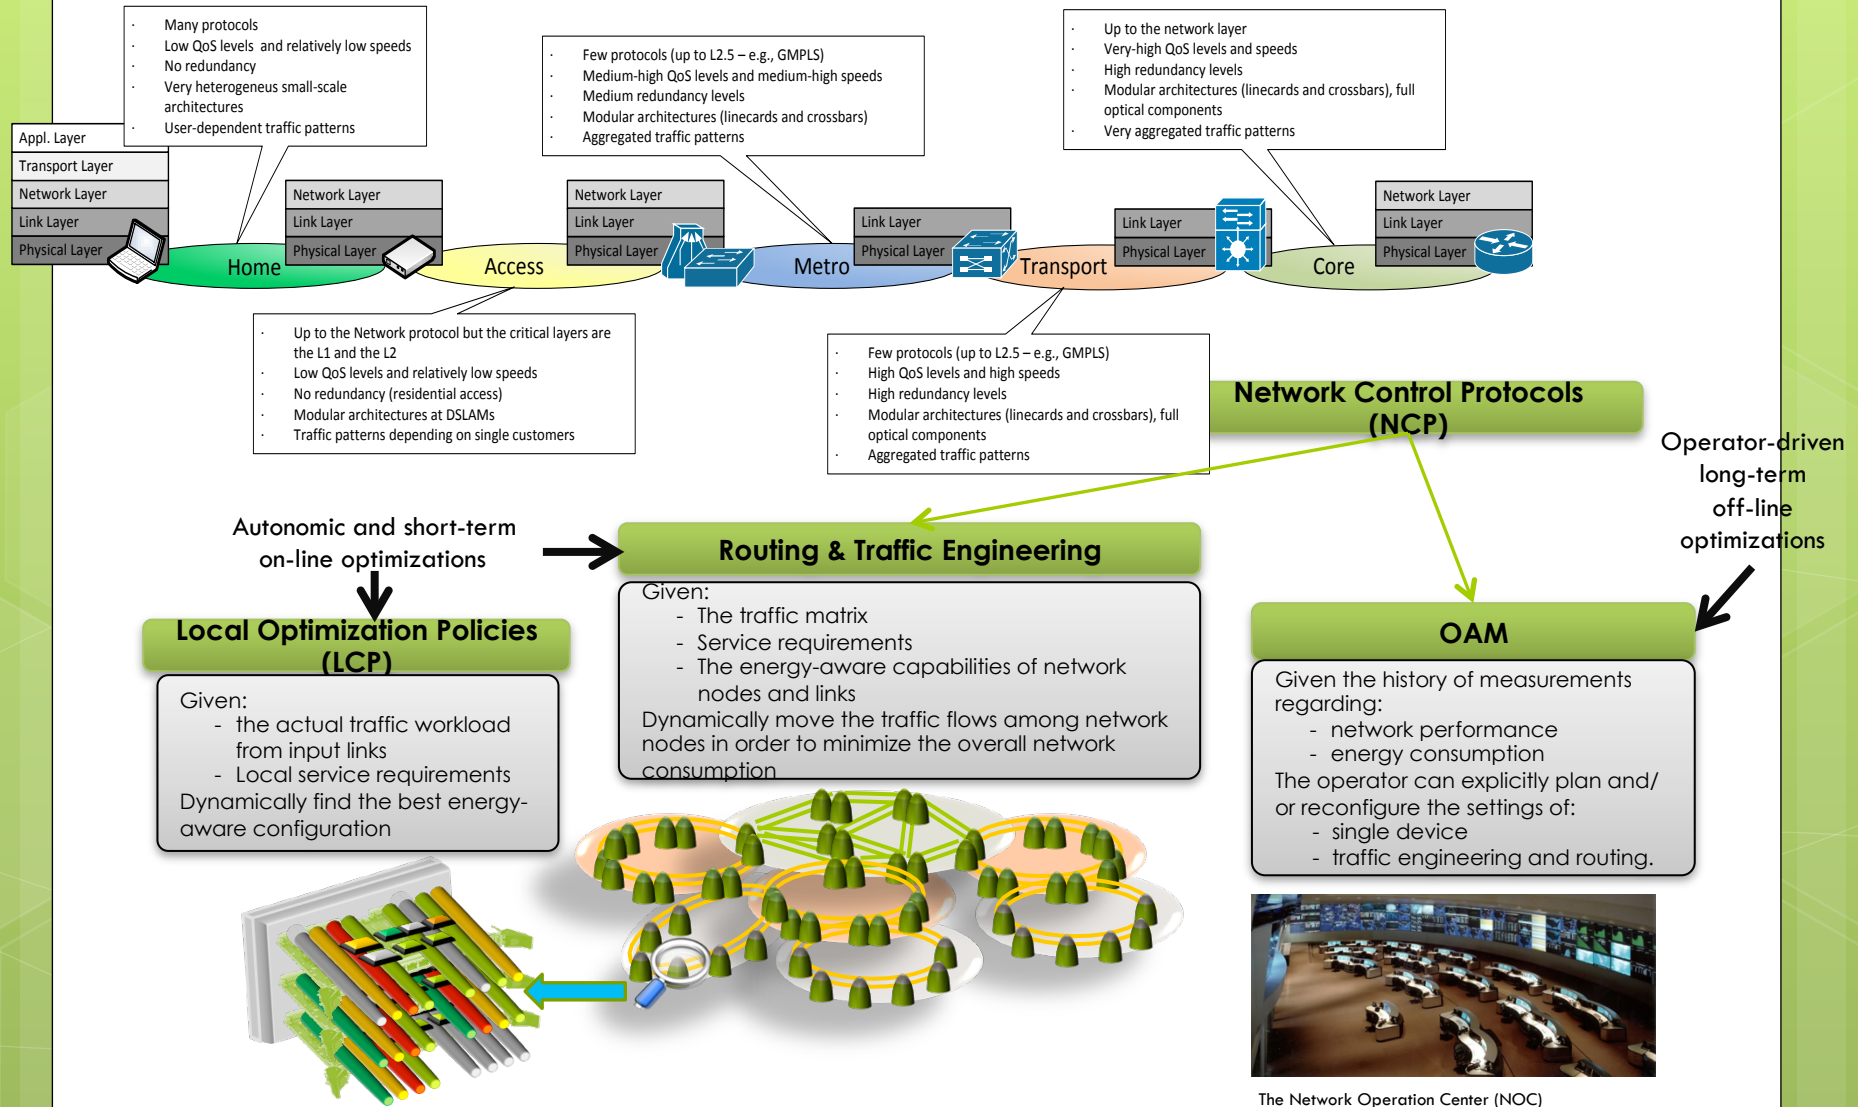 · Many protocols
· Low QoS levels and relatively low speeds
· No redundancy
· Very heterogeneus small-scale
architectures
· User-dependent traffic patterns
· Few protocols (up to L2.5 – e.g., GMPLS)
· Medium-high QoS levels and medium-high speeds
· Medium redundancy levels
· Modular architectures (linecards and crossbars)
· Aggregated traffic patterns
· Up to the network layer
· Very-high QoS levels and speeds
· High redundancy levels
· Modular architectures (linecards and crossbars), full
optical components
· Very aggregated traffic patterns
Appl. Layer
Transport Layer
Network Layer
Link Layer
Physical Layer
Home
Network Layer
Link Layer
Physical Layer
Access
Network Layer
Link Layer
Physical Layer
Metro
Link Layer
Physical Layer
Transport
Link Layer
Physical Layer
Core
Network Layer
Link Layer
Physical Layer
· Up to the Network protocol but the critical layers are
the L1 and the L2
· Low QoS levels and relatively low speeds
· No redundancy (residential access)
· Modular architectures at DSLAMs
· Traffic patterns depending on single customers
· Few protocols (up to L2.5 – e.g., GMPLS)
· High QoS levels and high speeds
· High redundancy levels
· Modular architectures (linecards and crossbars), full
optical components
· Aggregated traffic patterns
Network Control Protocols
(NCP)
Operator-driven
long-term
off-line
optimizations
Autonomic and short-term
on-line optimizations
Routing & Traffic Engineering
Given:
- The traffic matrix
- Service requirements
- The energy-aware capabilities of network
nodes and links
Dynamically move the traffic flows among network
nodes in order to minimize the overall network
consumption
Local Optimization Policies
(LCP)
Given:
- the actual traffic workload
from input links
- Local service requirements
Dynamically find the best energy-
aware configuration
OAM
Given the history of measurements
regarding:
- network performance
- energy consumption
The operator can explicitly plan and/
or reconfigure the settings of:
- single device
- traffic engineering and routing.
The Network Operation Center (NOC)